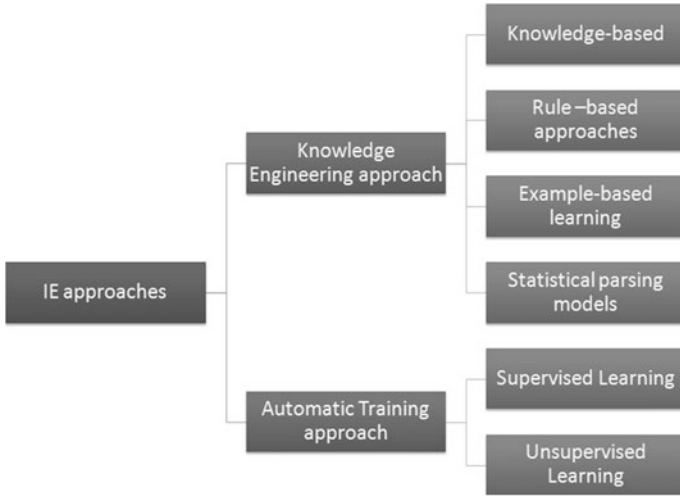 IE approaches
Knowledge
Engineering approach
Knowledge-based
Rule –based
approaches
Example-based
learning
Statistical parsing
models
Automatic Training
approach
Supervised Learning
Unsupervised
Learning